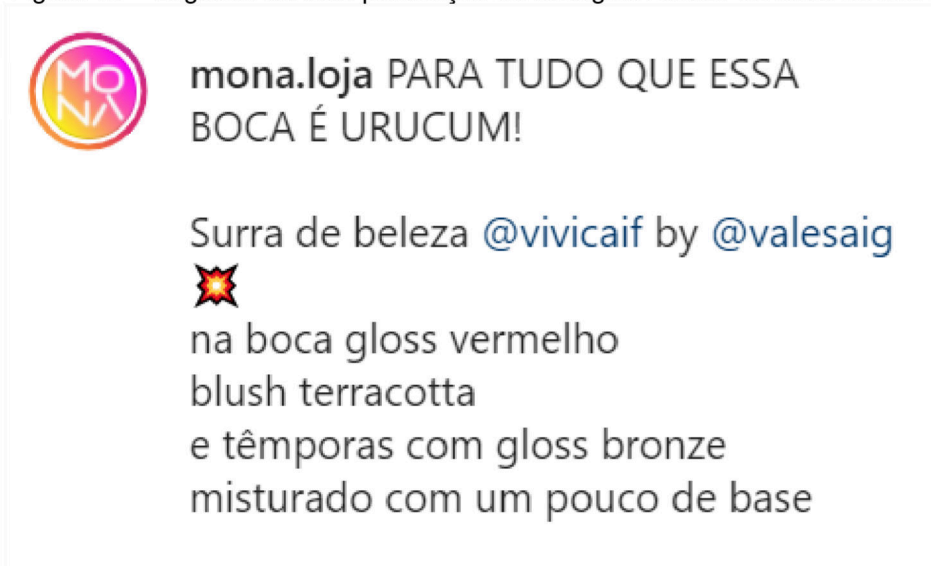 MO
NA
mona.loja PARA TUDO QUE ESSA
BOCA É URUCUM!
Surra de beleza @vivicaif by @valesaig
💥
na boca gloss vermelho
blush terracotta
e têmporas com gloss bronze
misturado com um pouco de base